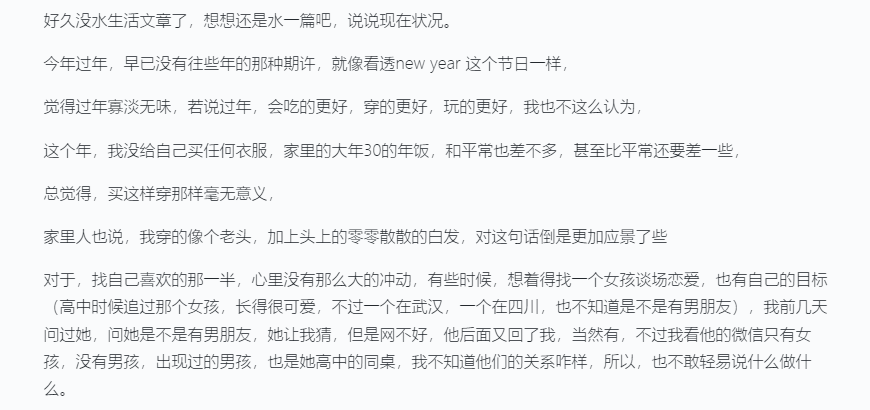 好久没水生活文章了，想想还是水一篇吧，说说现在状况。
今年过年，早已没有往些年的那种期许，就像看透new year 这个节日一样，
觉得过年寡淡无味，若说过年，会吃的更好，穿的更好，玩的更好，我也不这么认为，
这个年，我没给自己买任何衣服，家里的大年30的年饭，和平常也差不多，甚至比平常还要差一些，
总觉得，买这样穿那样毫无意义，
家里人也说，我穿的像个老头，加上头上的零零散散的白发，对这句话倒是更加应景了些
对于，找自己喜欢的那一半，心里没有那么大的冲动，有些时候，想着得找一个女孩谈场恋爱，也有自己的目标
（高中时候追过那个女孩，长得很可爱，不过一个在武汉，一个在四川，也不知道是不是有男朋友），我前几天
问过她，问她是不是有男朋友，她让我猜，但是网不好，他后面又回了我，当然有，不过我看他的微信只有女
孩，没有男孩，出现过的男孩，也是她高中的同桌，我不知道他们的关系咋样，所以，也不敢轻易说什么做什
么。